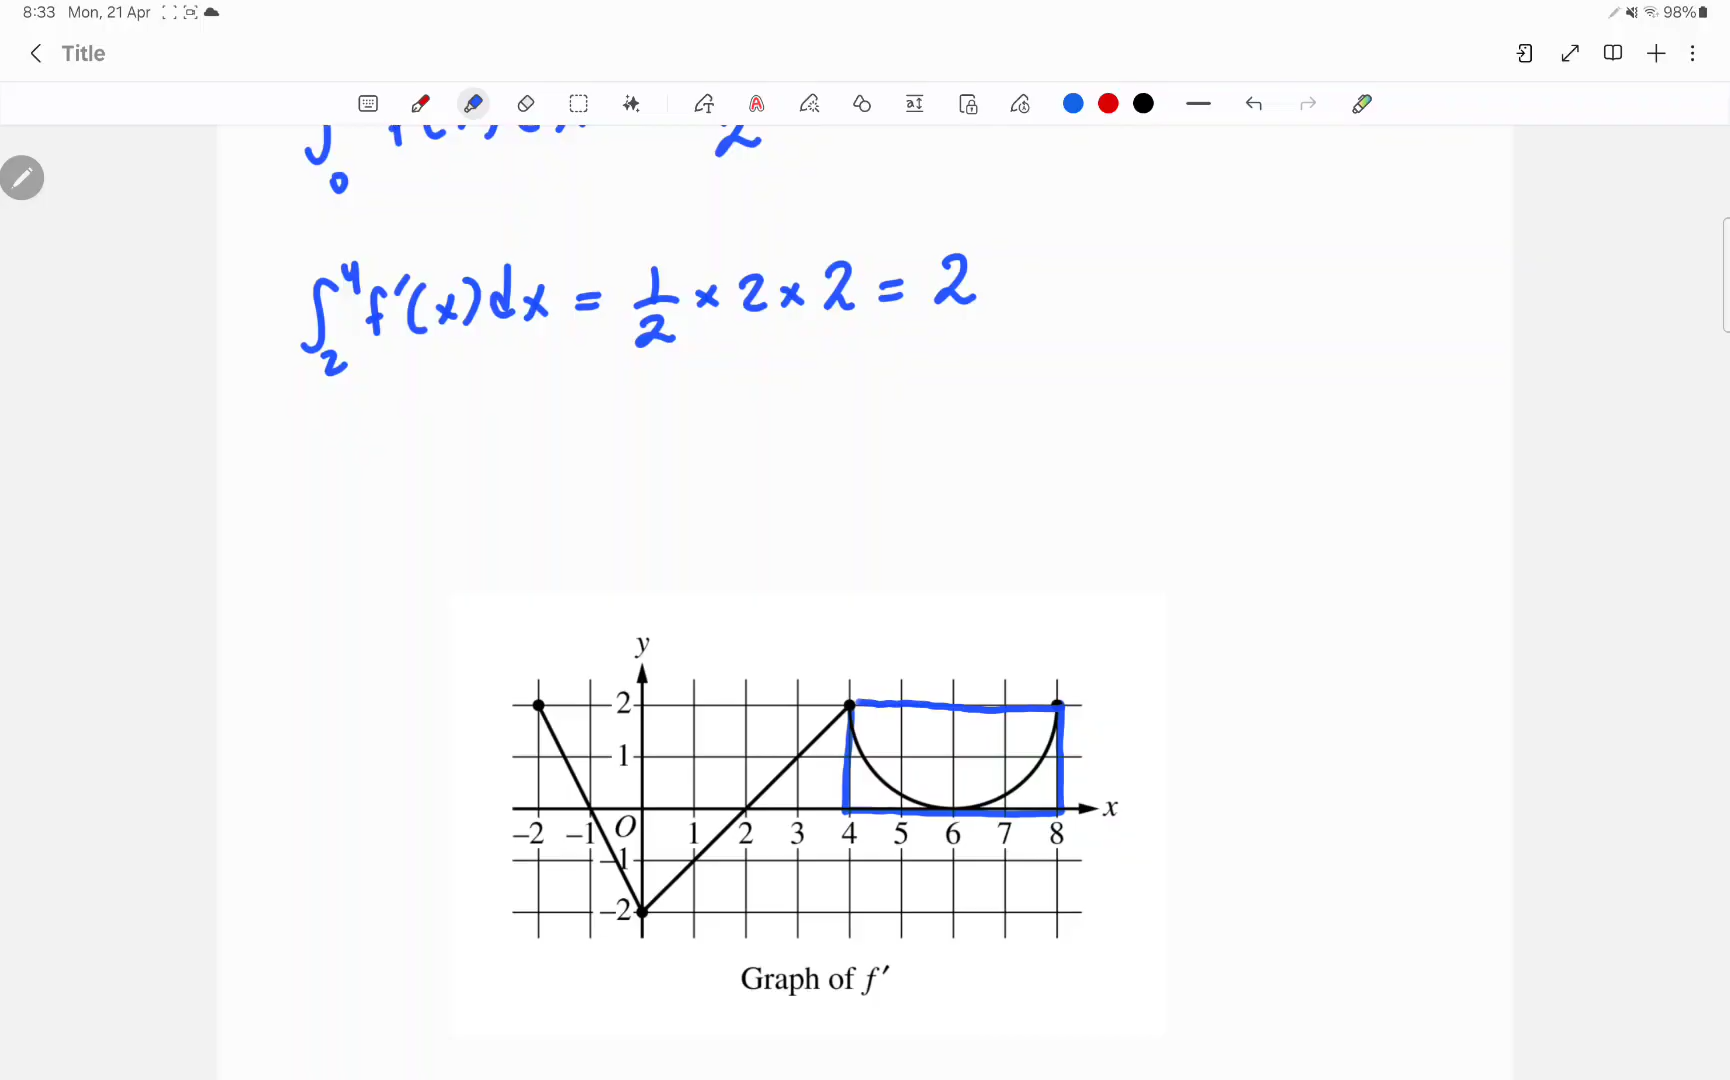 8:33 Mon, 21 Apr 98%
Title
0
∫₂⁴ f'(x) dx = 1/2 × 2 × 2 = 2
y
2
1
x
–2 –1 O 1 2 3 4 5 6 7 8
–1
–2
Graph of f′